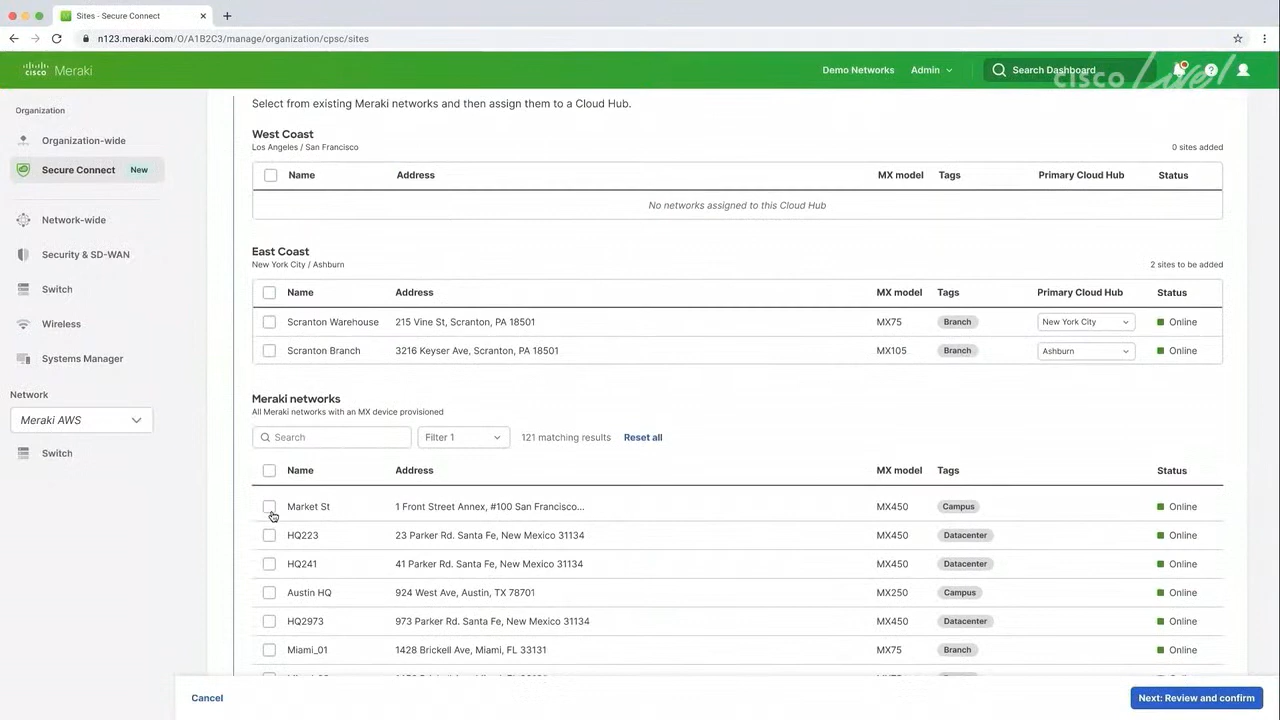 Sites - Secure Connect
n123.meraki.com/O/A1B2C3/manage/organization/cpsc/sites
cisco Meraki
Demo Networks Admin Search Dashboard
cisco Live!
Organization
Organization-wide
Secure Connect New
Network-wide
Security & SD-WAN
Switch
Wireless
Systems Manager
Network
Meraki AWS
Switch
Select from existing Meraki networks and then assign them to a Cloud Hub.
West Coast
Los Angeles / San Francisco 0 sites added
Name Address MX model Tags Primary Cloud Hub Status
No networks assigned to this Cloud Hub
East Coast
New York City / Ashburn 2 sites to be added
Name Address MX model Tags Primary Cloud Hub Status
Scranton Warehouse 215 Vine St, Scranton, PA 18501 MX75 Branch New York City Online
Scranton Branch 3216 Keyser Ave, Scranton, PA 18501 MX105 Branch Ashburn Online
Meraki networks
All Meraki networks with an MX device provisioned
Search Filter 1 121 matching results Reset all
Name Address MX model Tags Status
Market St 1 Front Street Annex, #100 San Francisco... MX450 Campus Online
HQ223 23 Parker Rd. Santa Fe, New Mexico 31134 MX450 Datacenter Online
HQ241 41 Parker Rd. Santa Fe, New Mexico 31134 MX450 Datacenter Online
Austin HQ 924 West Ave, Austin, TX 78701 MX250 Campus Online
HQ2973 973 Parker Rd. Santa Fe, New Mexico 31134 MX450 Datacenter Online
Miami_01 1428 Brickell Ave, Miami, FL 33131 MX75 Branch Online
Cancel Next: Review and confirm